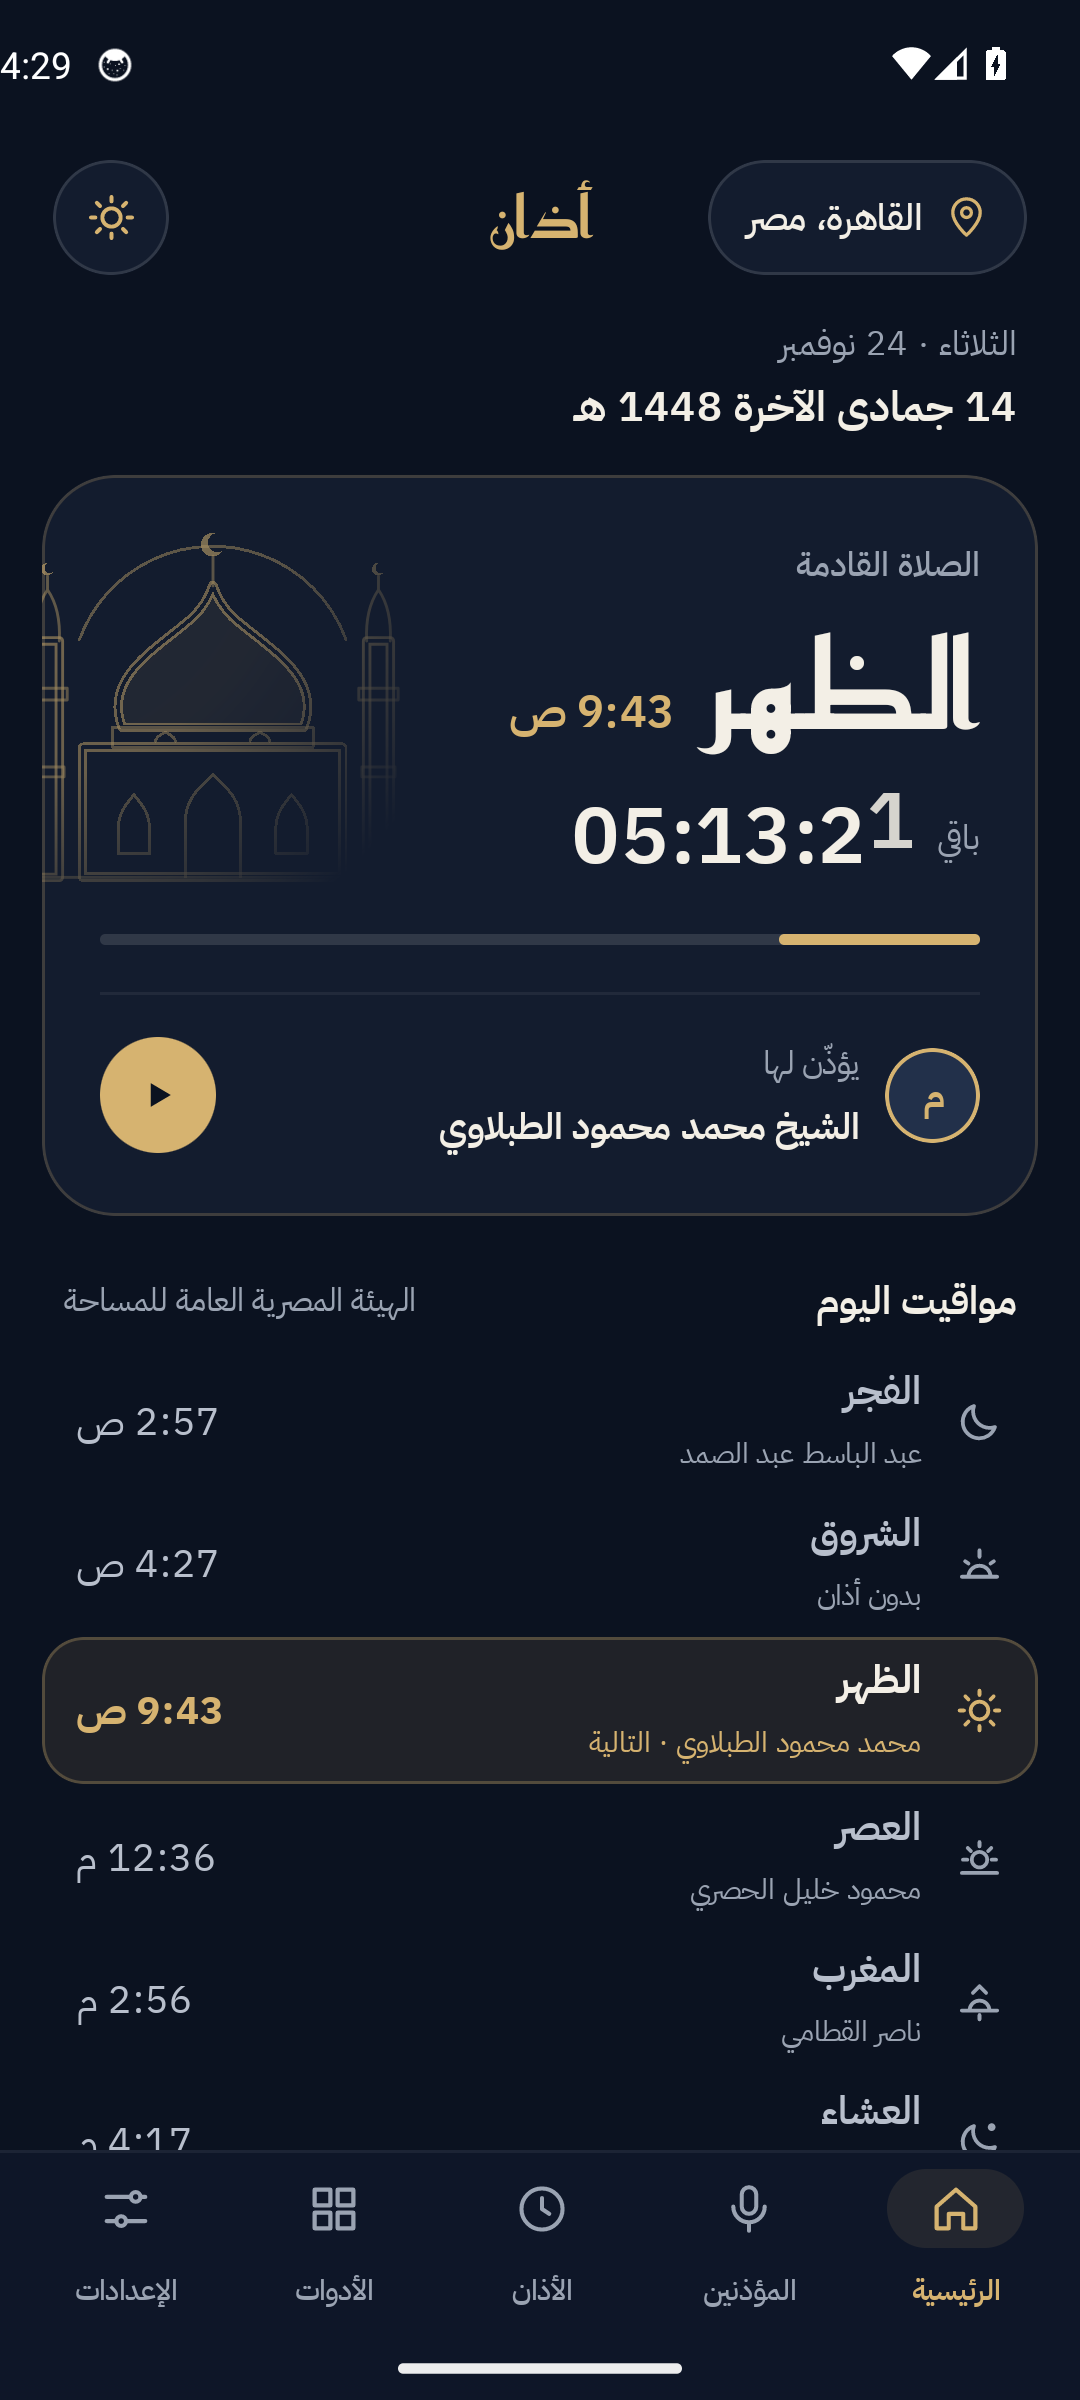 4:29
القاهرة، مصر
أذان
الثلاثاء · 24 نوفمبر
14 جمادى الآخرة 1448 هـ
الصلاة القادمة
الظهر 9:43 ص
باقي 05:13:21
يؤذّن لها
م
الشيخ محمد محمود الطبلاوي
مواقيت اليوم
الهيئة المصرية العامة للمساحة
الفجر
2:57 ص
عبد الباسط عبد الصمد
الشروق
4:27 ص
بدون أذان
الظهر
9:43 ص
محمد محمود الطبلاوي · التالية
العصر
12:36 م
محمود خليل الحصري
المغرب
2:56 م
ناصر القطامي
العشاء
4:17 م
الرئيسية
المؤذنين
الأذان
الأدوات
الإعدادات